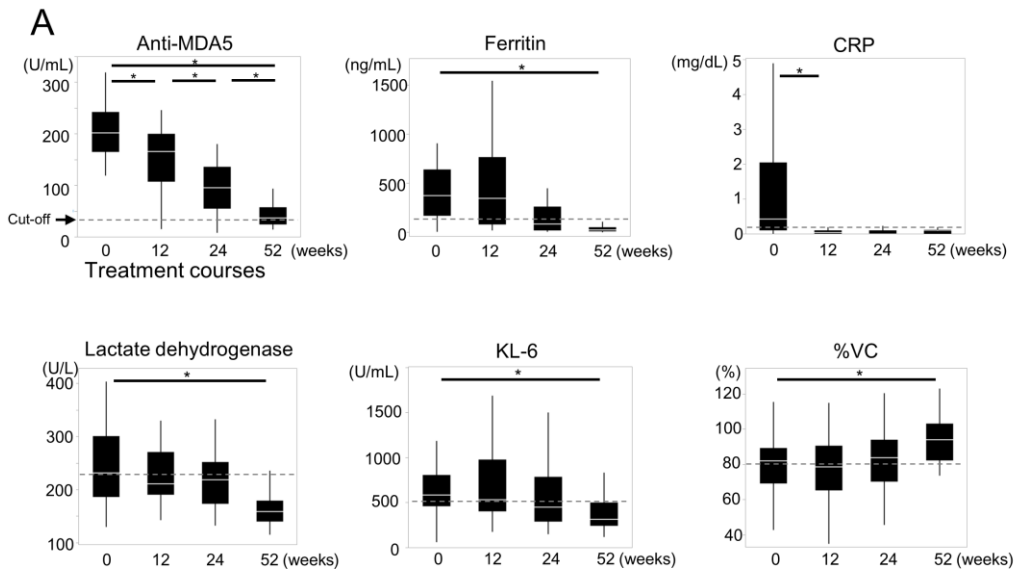 A
Anti-MDA5
(U/mL)
*
* * *
300
200
100
Cut-off
0
0 12 24 52 (weeks)
Treatment courses
Ferritin
(ng/mL)
*
1500
1000
500
0
0 12 24 52 (weeks)
CRP
(mg/dL)
*
5
4
3
2
1
0
0 12 24 52 (weeks)
Lactate dehydrogenase
(U/L)
*
400
300
200
100
0 12 24 52 (weeks)
KL-6
(U/mL)
*
1500
1000
500
0
0 12 24 52 (weeks)
%VC
(%)
*
120
100
80
60
40
0 12 24 52 (weeks)